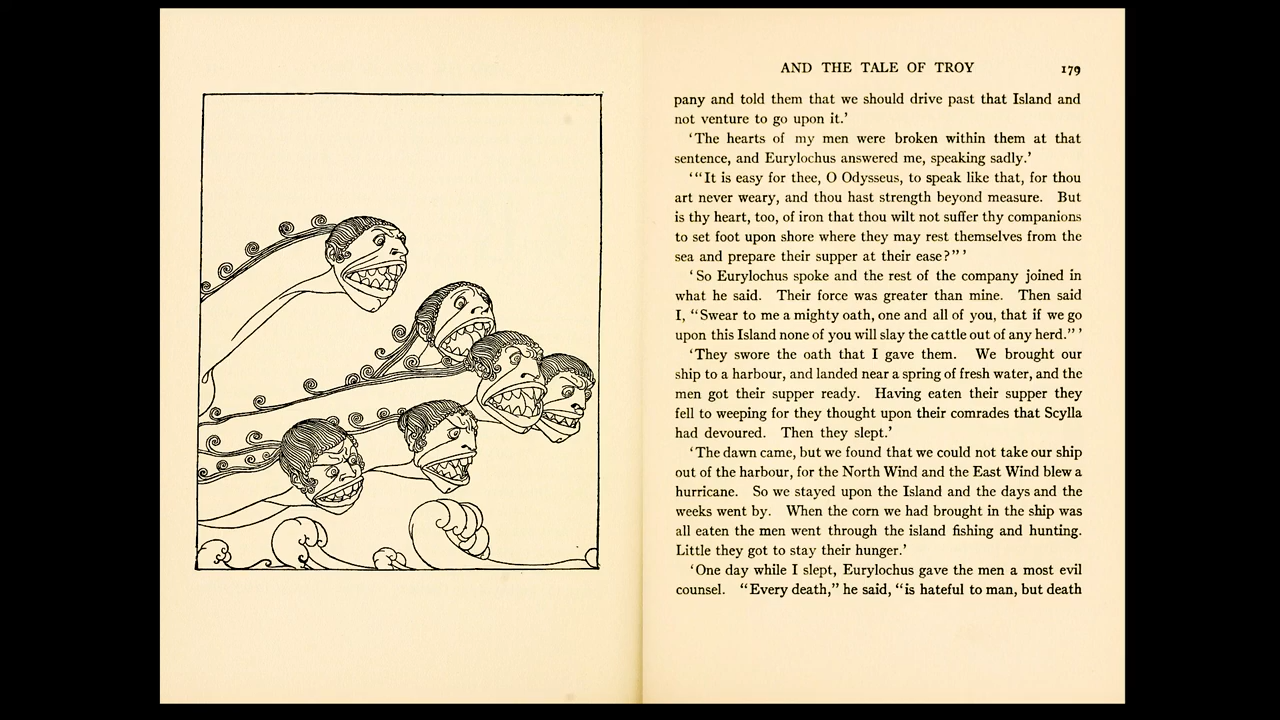 AND THE TALE OF TROY 179
pany and told them that we should drive past that Island and
not venture to go upon it.’
‘The hearts of my men were broken within them at that
sentence, and Eurylochus answered me, speaking sadly.’
‘“It is easy for thee, O Odysseus, to speak like that, for thou
art never weary, and thou hast strength beyond measure. But
is thy heart, too, of iron that thou wilt not suffer thy companions
to set foot upon shore where they may rest themselves from the
sea and prepare their supper at their ease?”’
‘So Eurylochus spoke and the rest of the company joined in
what he said. Their force was greater than mine. Then said
I, “Swear to me a mighty oath, one and all of you, that if we go
upon this Island none of you will slay the cattle out of any herd.”’
‘They swore the oath that I gave them. We brought our
ship to a harbour, and landed near a spring of fresh water, and the
men got their supper ready. Having eaten their supper they
fell to weeping for they thought upon their comrades that Scylla
had devoured. Then they slept.’
‘The dawn came, but we found that we could not take our ship
out of the harbour, for the North Wind and the East Wind blew a
hurricane. So we stayed upon the Island and the days and the
weeks went by. When the corn we had brought in the ship was
all eaten the men went through the island fishing and hunting.
Little they got to stay their hunger.’
‘One day while I slept, Eurylochus gave the men a most evil
counsel. “Every death,” he said, “is hateful to man, but death